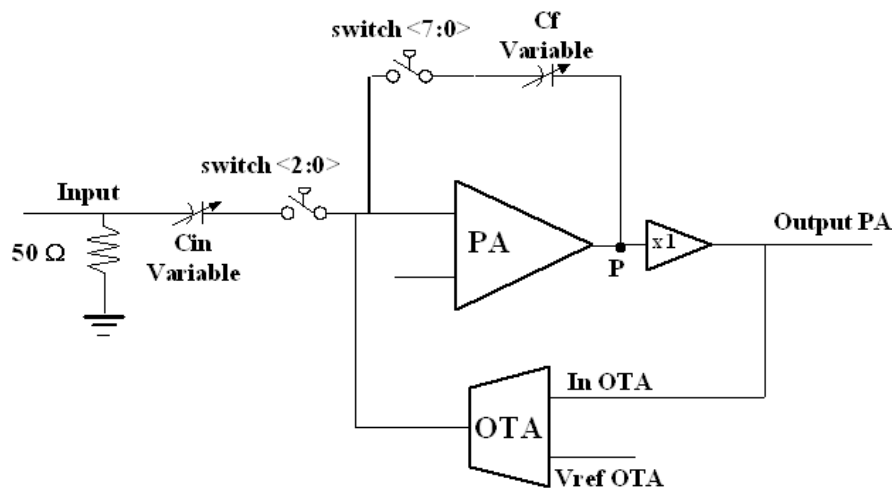 switch <7:0>
Cf
Variable
switch <2:0>
Input
50 Ω
Cin
Variable
PA
P
x1
Output PA
In OTA
OTA
Vref OTA